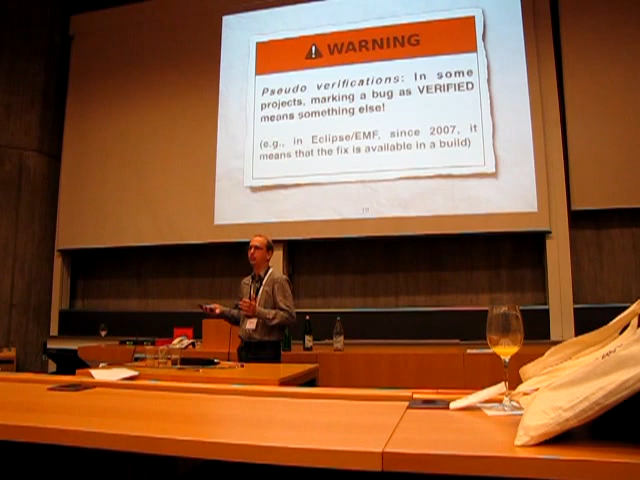 WARNING
Pseudo verifications: In some
projects, marking a bug as VERIFIED
means something else!
(e.g., in Eclipse/EMF, since 2007, it
means that the fix is available in a build)